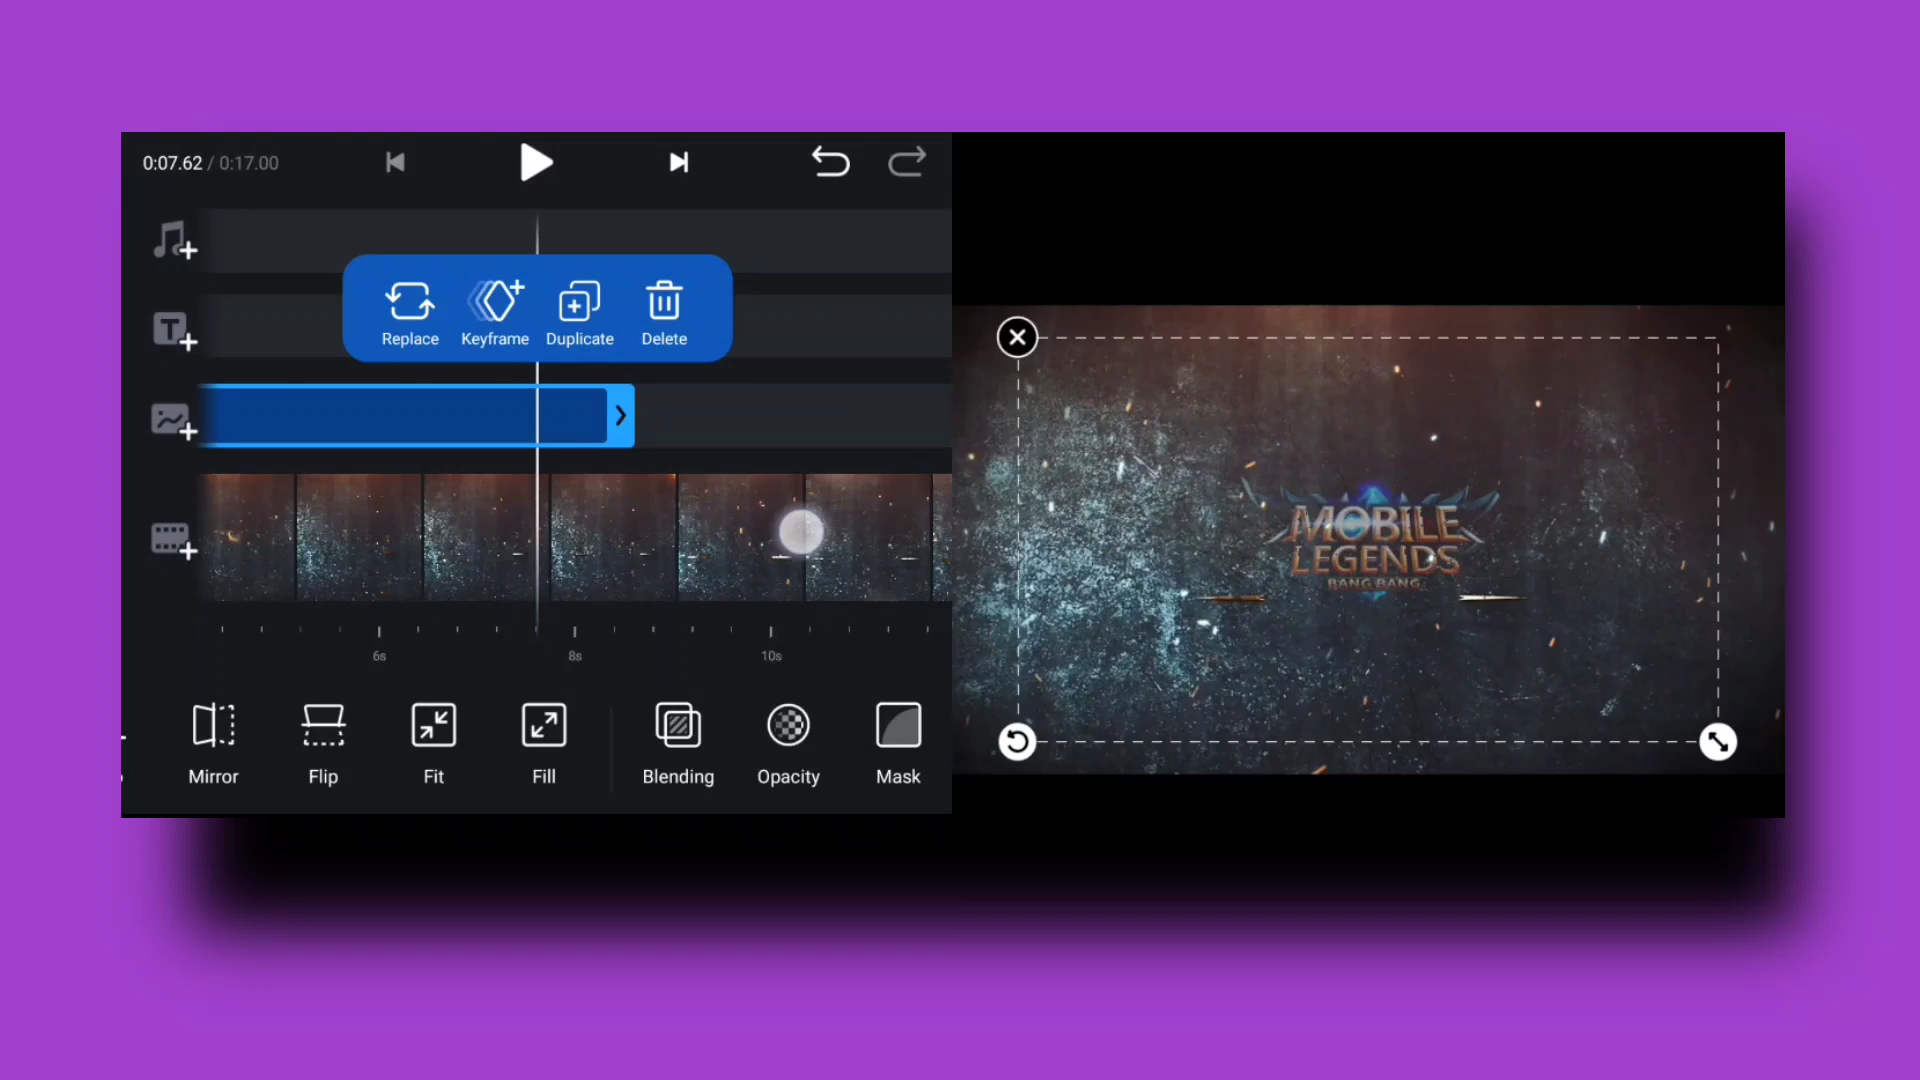 0:07.62 / 0:17.00
Replace Keyframe Duplicate Delete
T
6s 8s 10s
Mirror Flip Fit Fill Blending Opacity Mask
MOBILE
LEGENDS
BANG BANG